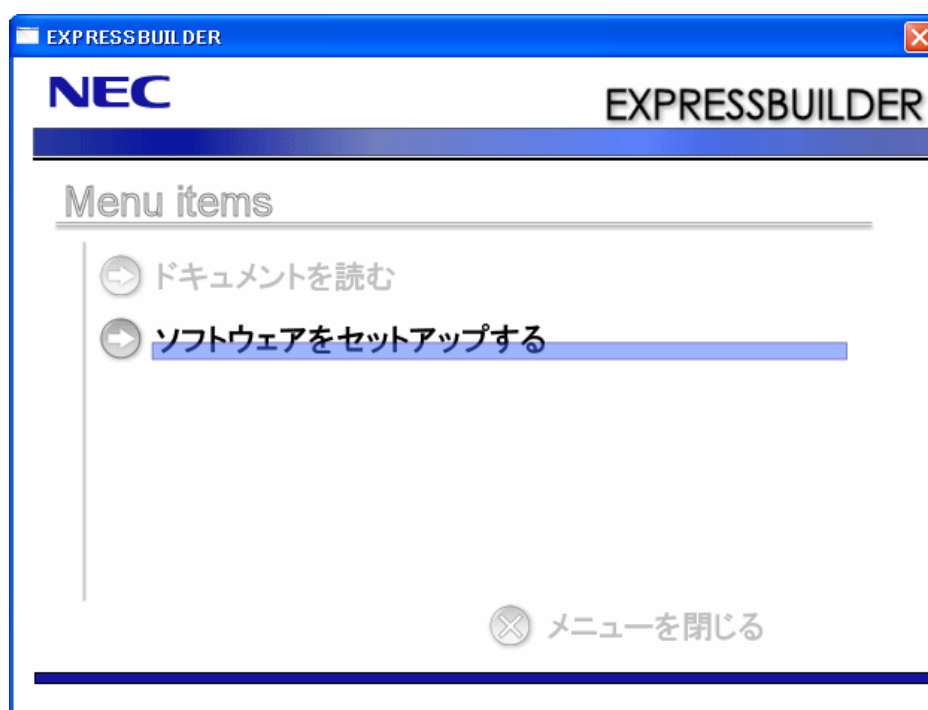 EXPRESSBUILDER
NEC
EXPRESSBUILDER
Menu items
ドキュメントを読む
ソフトウェアをセットアップする
メニューを閉じる